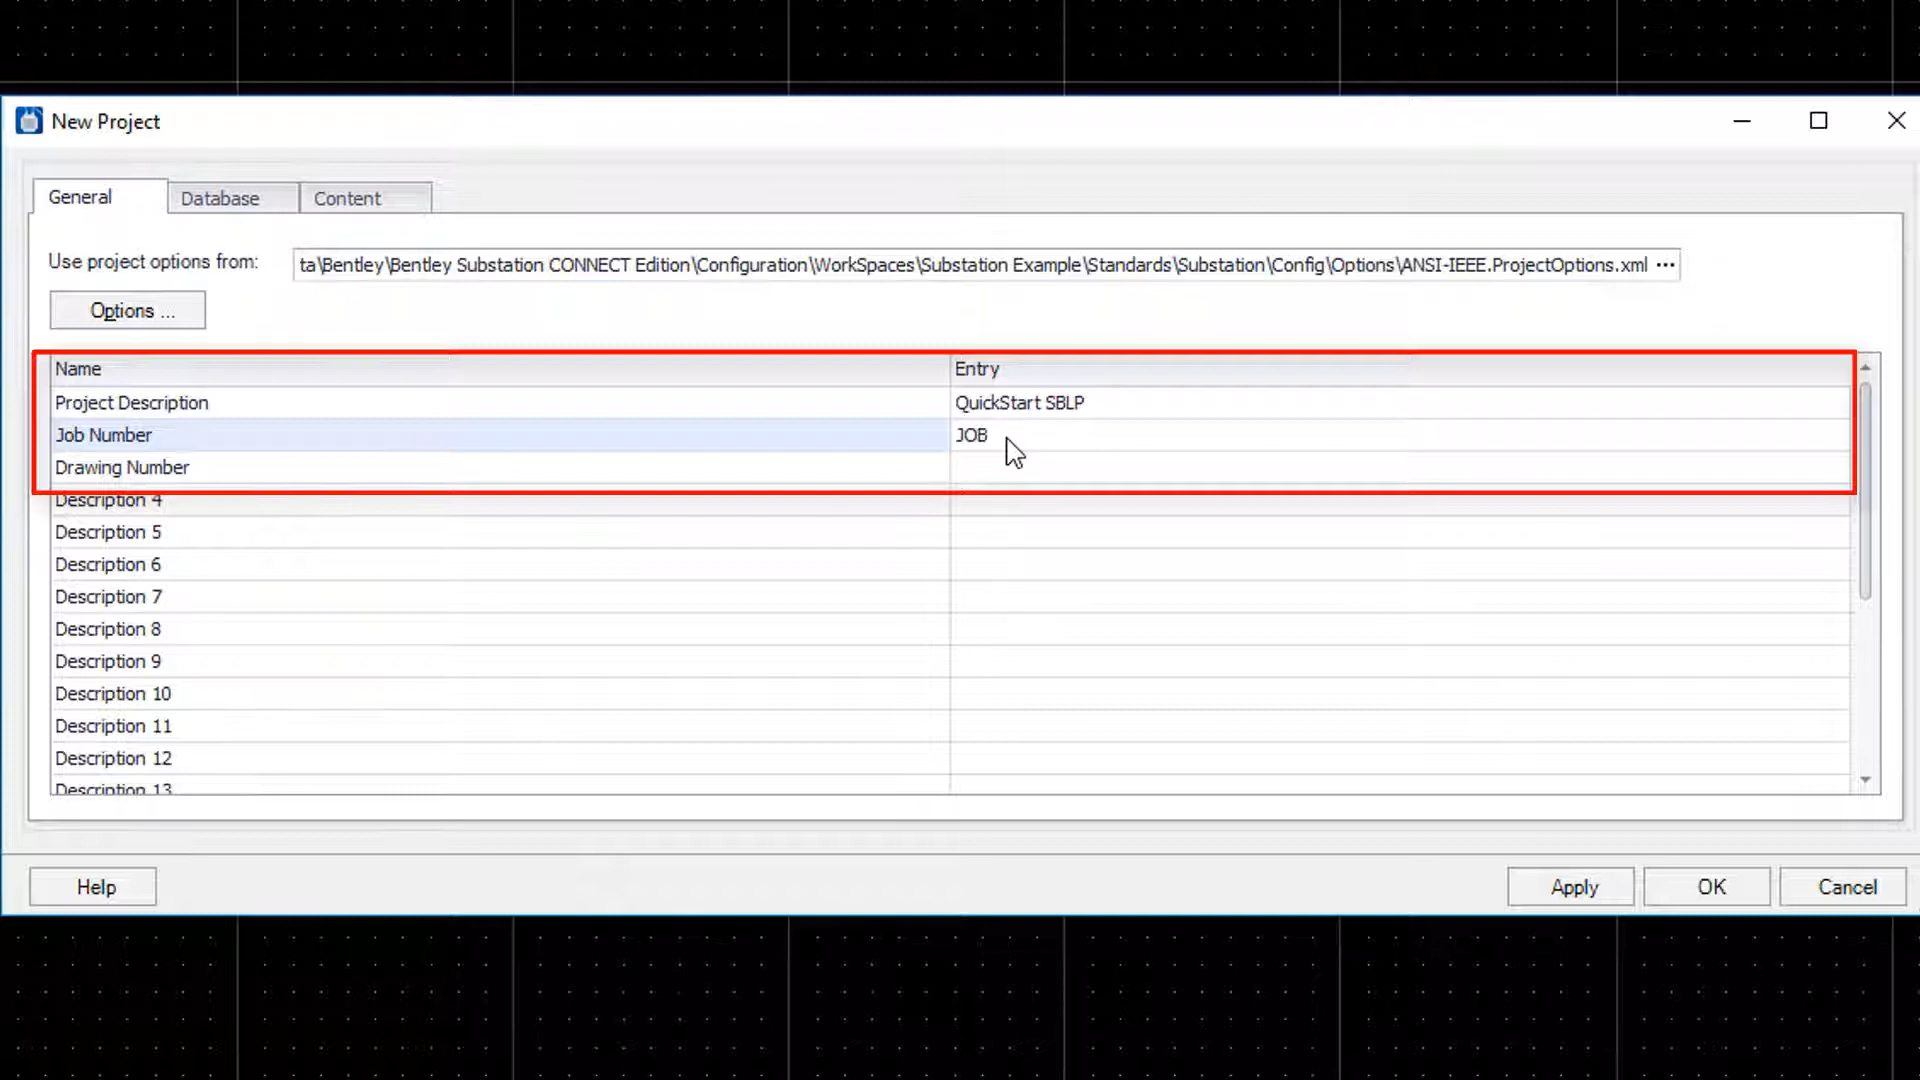 New Project
General Database Content
Use project options from: ta\Bentley\Bentley Substation CONNECT Edition\Configuration\WorkSpaces\Substation Example\Standards\Substation\Config\Options\ANSI-IEEE.ProjectOptions.xml ...
Options ...
Name Entry
Project Description QuickStart SBLP
Job Number JOB
Drawing Number
Description 4
Description 5
Description 6
Description 7
Description 8
Description 9
Description 10
Description 11
Description 12
Description 13
Help Apply OK Cancel